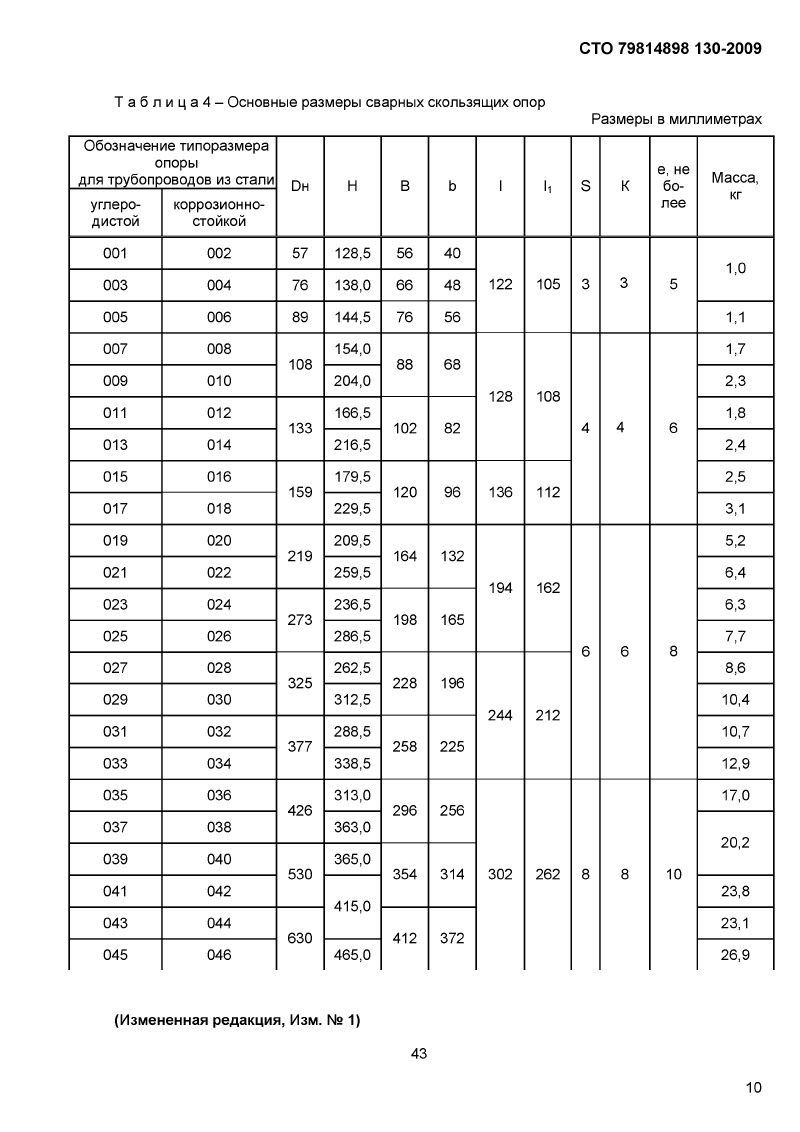 СТО 79814898 130-2009
Т а б л и ц а 4 – Основные размеры сварных скользящих опор
Размеры в миллиметрах
Обозначение типоразмера
опоры
для трубопроводов из стали
углеро-
дистой
коррозионно-
стойкой
Dн
H
B
b
l
l₁
S
К
е, не
бо-
лее
Масса,
кг
001 002 57 128,5 56 40 122 105 3 3 5 1,0
003 004 76 138,0 66 48
005 006 89 144,5 76 56 1,1
007 008 108 154,0 88 68 128 108 4 4 6 1,7
009 010 204,0 2,3
011 012 133 166,5 102 82 1,8
013 014 216,5 2,4
015 016 159 179,5 120 96 136 112 2,5
017 018 229,5 3,1
019 020 219 209,5 164 132 194 162 6 6 8 5,2
021 022 259,5 6,4
023 024 273 236,5 198 165 6,3
025 026 286,5 7,7
027 028 325 262,5 228 196 244 212 8,6
029 030 312,5 10,4
031 032 377 288,5 258 225 10,7
033 034 338,5 12,9
035 036 426 313,0 296 256 302 262 8 8 10 17,0
037 038 363,0 20,2
039 040 530 365,0 354 314
041 042 415,0 23,8
043 044 630 412 372 23,1
045 046 465,0 26,9
(Измененная редакция, Изм. № 1)
43
10